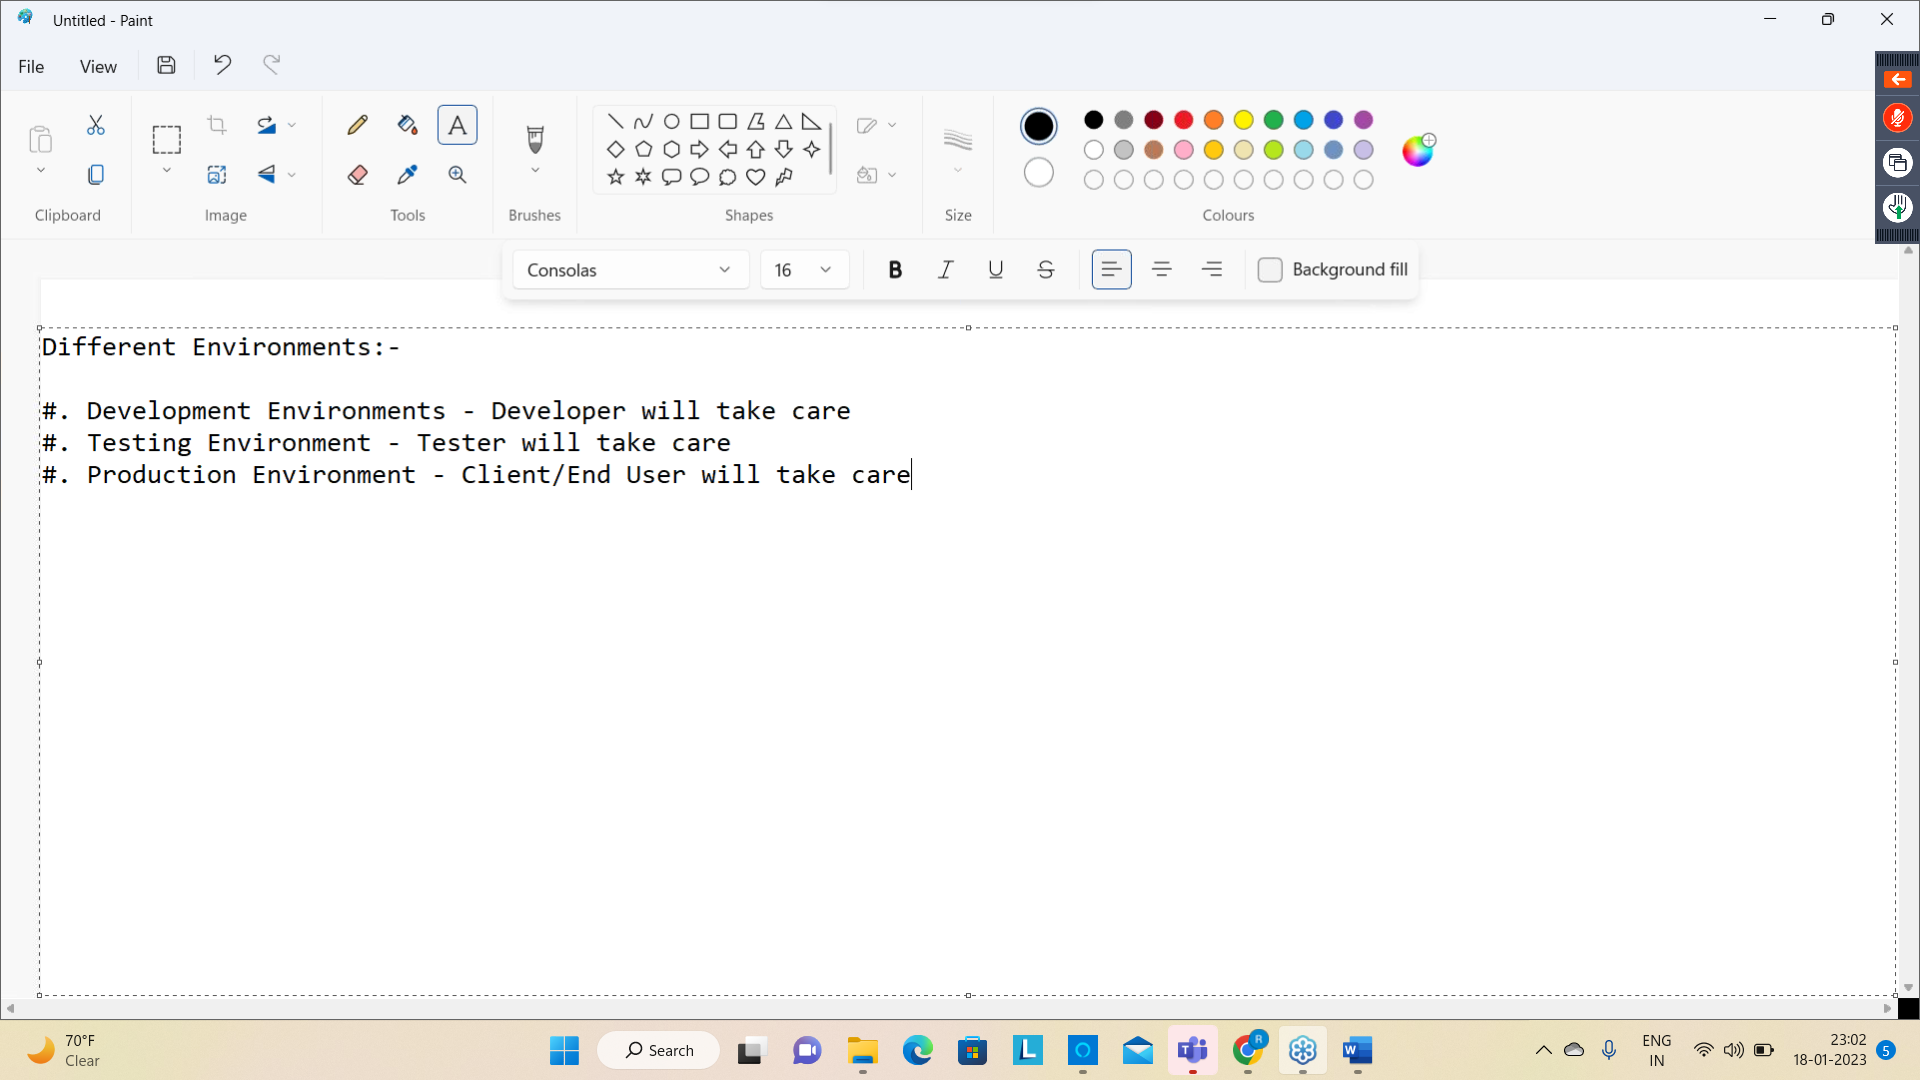 Untitled - Paint
File View
Clipboard Image Tools Brushes Shapes Size Colours
Consolas 16 B I U S Background fill
Different Environments:-
#. Development Environments - Developer will take care
#. Testing Environment - Tester will take care
#. Production Environment - Client/End User will take care
70°F
Clear
Search
ENG
IN
23:02
18-01-2023
5